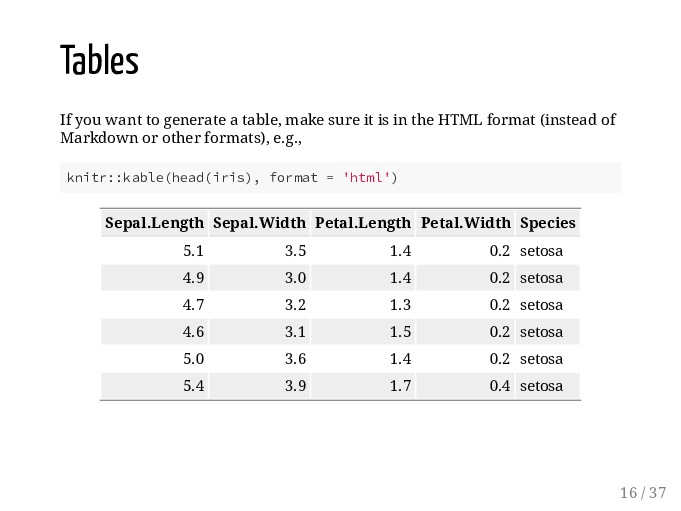 Tables
If you want to generate a table, make sure it is in the HTML format (instead of
Markdown or other formats), e.g.,
knitr::kable(head(iris), format = 'html')
Sepal.Length Sepal.Width Petal.Length Petal.Width Species
5.1 3.5 1.4 0.2 setosa
4.9 3.0 1.4 0.2 setosa
4.7 3.2 1.3 0.2 setosa
4.6 3.1 1.5 0.2 setosa
5.0 3.6 1.4 0.2 setosa
5.4 3.9 1.7 0.4 setosa
16 / 37